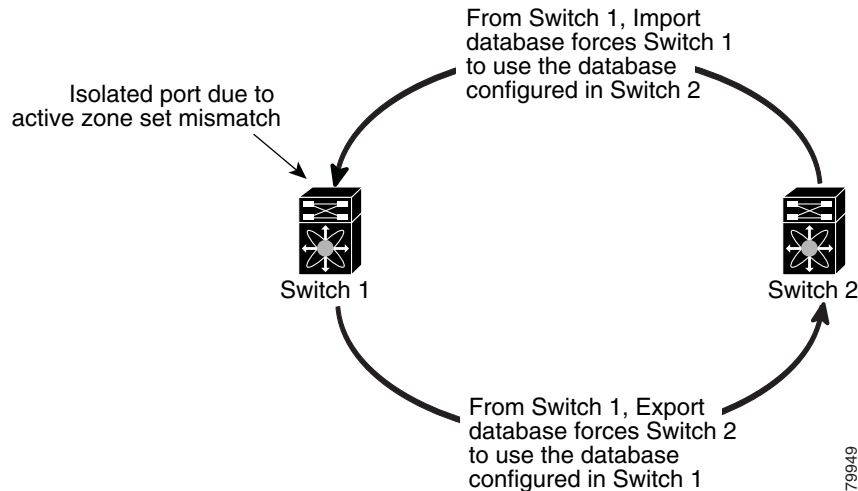 From Switch 1, Import
database forces Switch 1
to use the database
configured in Switch 2
Isolated port due to
active zone set mismatch
Switch 1
Switch 2
From Switch 1, Export
database forces Switch 2
to use the database
configured in Switch 1
79949